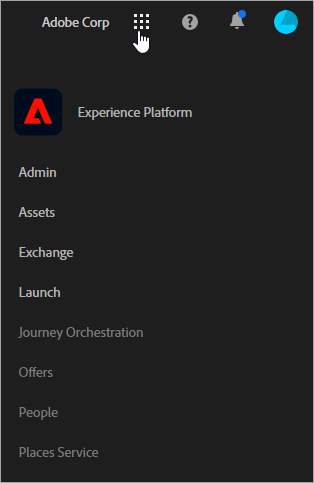 Adobe Corp
Experience Platform
Admin
Assets
Exchange
Launch
Journey Orchestration
Offers
People
Places Service